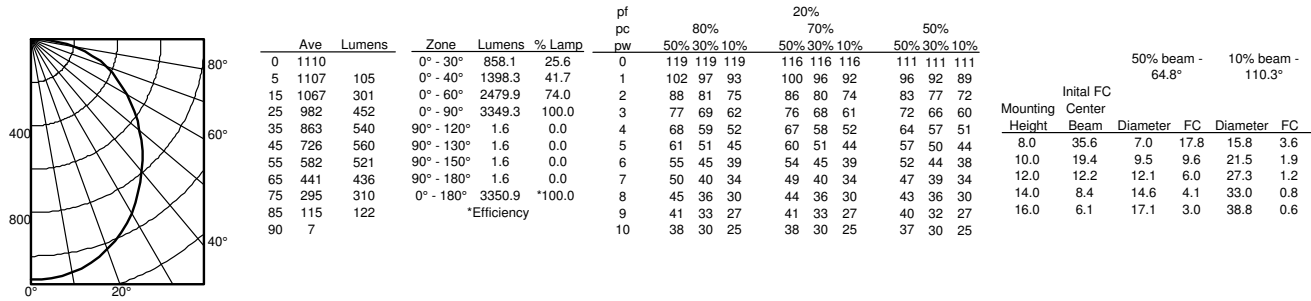 80°
400
60°
800
40°
0° 20°
Ave Lumens
0 1110
5 1107 105
15 1067 301
25 982 452
35 863 540
45 726 560
55 582 521
65 441 436
75 295 310
85 115 122
90 7
Zone Lumens % Lamp
0° - 30° 858.1 25.6
0° - 40° 1398.3 41.7
0° - 60° 2479.9 74.0
0° - 90° 3349.3 100.0
90° - 120° 1.6 0.0
90° - 130° 1.6 0.0
90° - 150° 1.6 0.0
90° - 180° 1.6 0.0
0° - 180° 3350.9 *100.0
*Efficiency
pf 20%
pc 80% 70% 50%
pw 50% 30% 10% 50% 30% 10% 50% 30% 10%
0 119 119 119 116 116 116 111 111 111
1 102 97 93 100 96 92 96 92 89
2 88 81 75 86 80 74 83 77 72
3 77 69 62 76 68 61 72 66 60
4 68 59 52 67 58 52 64 57 51
5 61 51 45 60 51 44 57 50 44
6 55 45 39 54 45 39 52 44 38
7 50 40 34 49 40 34 47 39 34
8 45 36 30 44 36 30 43 36 30
9 41 33 27 41 33 27 40 32 27
10 38 30 25 38 30 25 37 30 25
50% beam - 10% beam -
64.8° 110.3°
Inital FC
Mounting Center
Height Beam Diameter FC Diameter FC
8.0 35.6 7.0 17.8 15.8 3.6
10.0 19.4 9.5 9.6 21.5 1.9
12.0 12.2 12.1 6.0 27.3 1.2
14.0 8.4 14.6 4.1 33.0 0.8
16.0 6.1 17.1 3.0 38.8 0.6